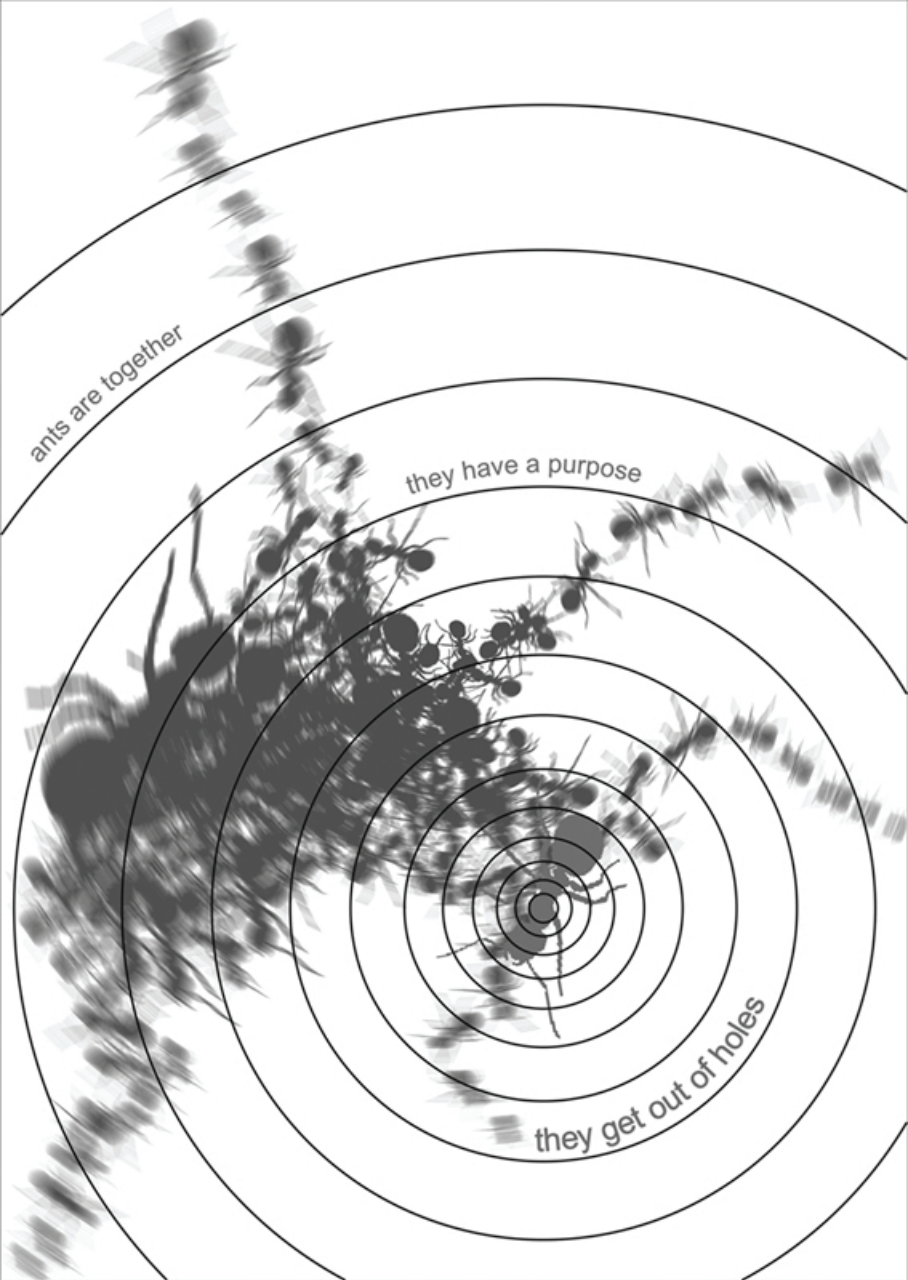 ants are together
they have a purpose
they get out of holes